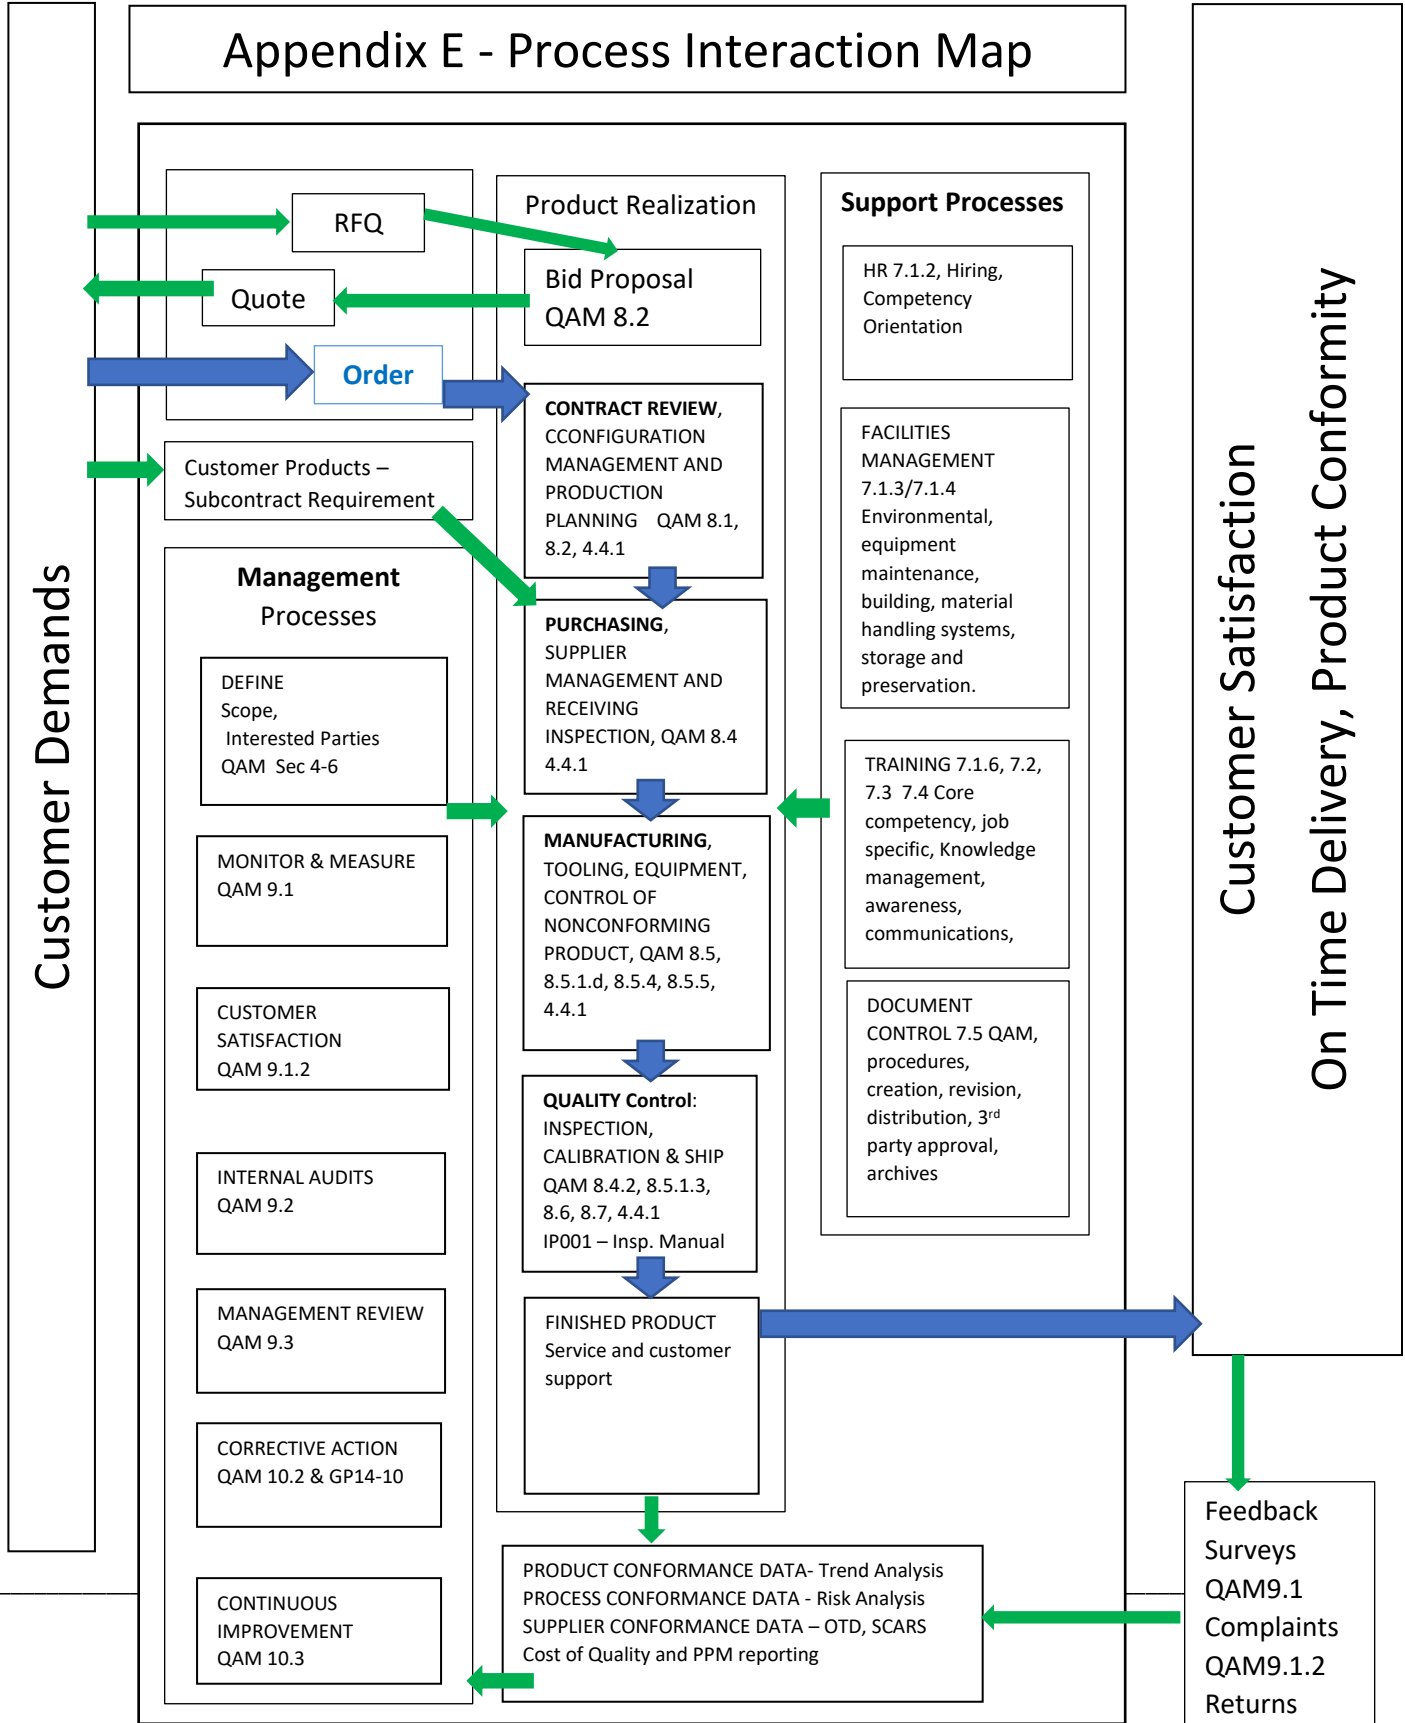 Appendix E - Process Interaction Map
Customer Demands
RFQ
Quote
Order
Customer Products –
Subcontract Requirement
Management
Processes
DEFINE
Scope,
Interested Parties
QAM  Sec 4-6
MONITOR & MEASURE
QAM 9.1
CUSTOMER
SATISFACTION
QAM 9.1.2
INTERNAL AUDITS
QAM 9.2
MANAGEMENT REVIEW
QAM 9.3
CORRECTIVE ACTION
QAM 10.2 & GP14-10
CONTINUOUS
IMPROVEMENT
QAM 10.3
Product Realization
Bid Proposal
QAM 8.2
CONTRACT REVIEW,
CCONFIGURATION
MANAGEMENT AND
PRODUCTION
PLANNING    QAM 8.1,
8.2, 4.4.1
PURCHASING,
SUPPLIER
MANAGEMENT AND
RECEIVING
INSPECTION, QAM 8.4
4.4.1
MANUFACTURING,
TOOLING, EQUIPMENT,
CONTROL OF
NONCONFORMING
PRODUCT, QAM 8.5,
8.5.1.d, 8.5.4, 8.5.5,
4.4.1
QUALITY Control:
INSPECTION,
CALIBRATION & SHIP
QAM 8.4.2, 8.5.1.3,
8.6, 8.7, 4.4.1
IP001 – Insp. Manual
FINISHED PRODUCT
Service and customer
support
PRODUCT CONFORMANCE DATA- Trend Analysis
PROCESS CONFORMANCE DATA - Risk Analysis
SUPPLIER CONFORMANCE DATA – OTD, SCARS
Cost of Quality and PPM reporting
Support Processes
HR 7.1.2, Hiring,
Competency
Orientation
FACILITIES
MANAGEMENT
7.1.3/7.1.4
Environmental,
equipment
maintenance,
building, material
handling systems,
storage and
preservation.
TRAINING 7.1.6, 7.2,
7.3  7.4 Core
competency, job
specific, Knowledge
management,
awareness,
communications,
DOCUMENT
CONTROL 7.5 QAM,
procedures,
creation, revision,
distribution, 3rd
party approval,
archives
Customer Satisfaction
On Time Delivery, Product Conformity
Feedback
Surveys
QAM9.1
Complaints
QAM9.1.2
Returns